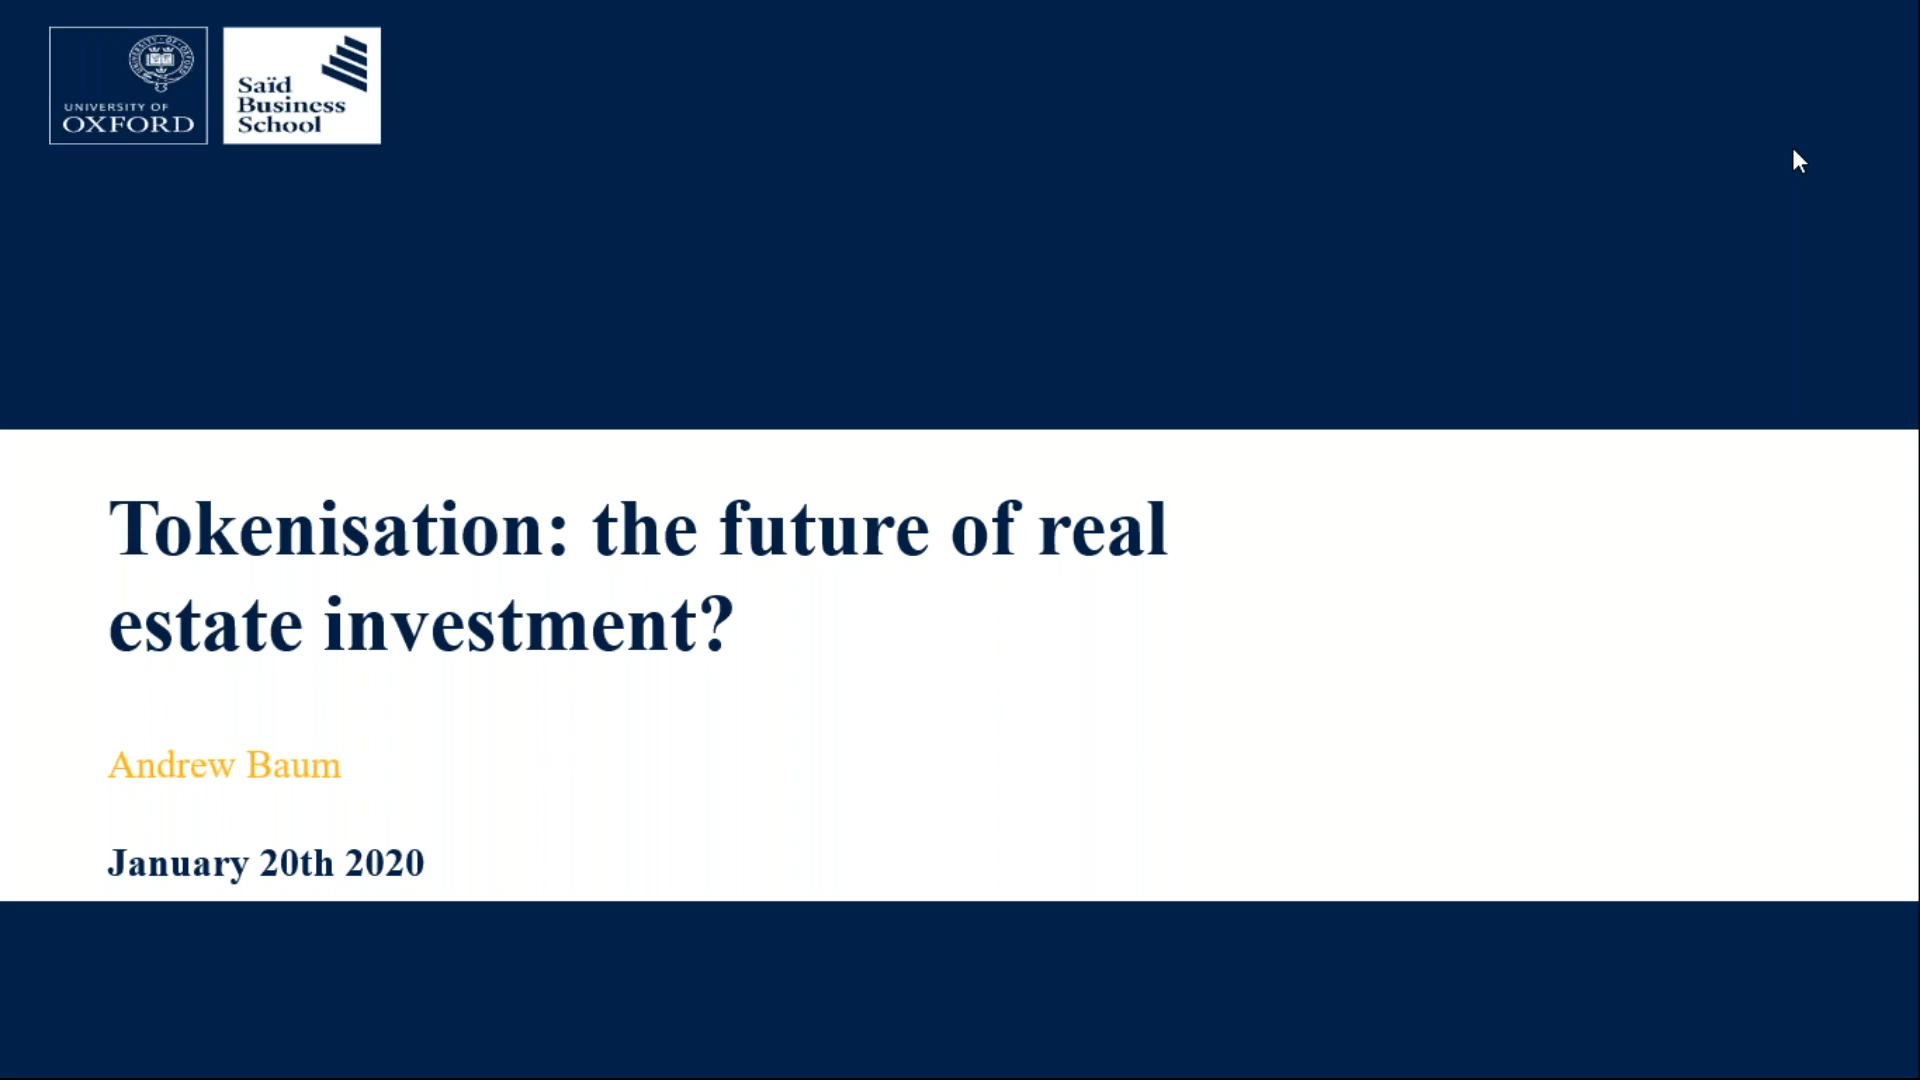 UNIVERSITY OF
OXFORD
Saïd
Business
School
Tokenisation: the future of real
estate investment?
Andrew Baum
January 20th 2020